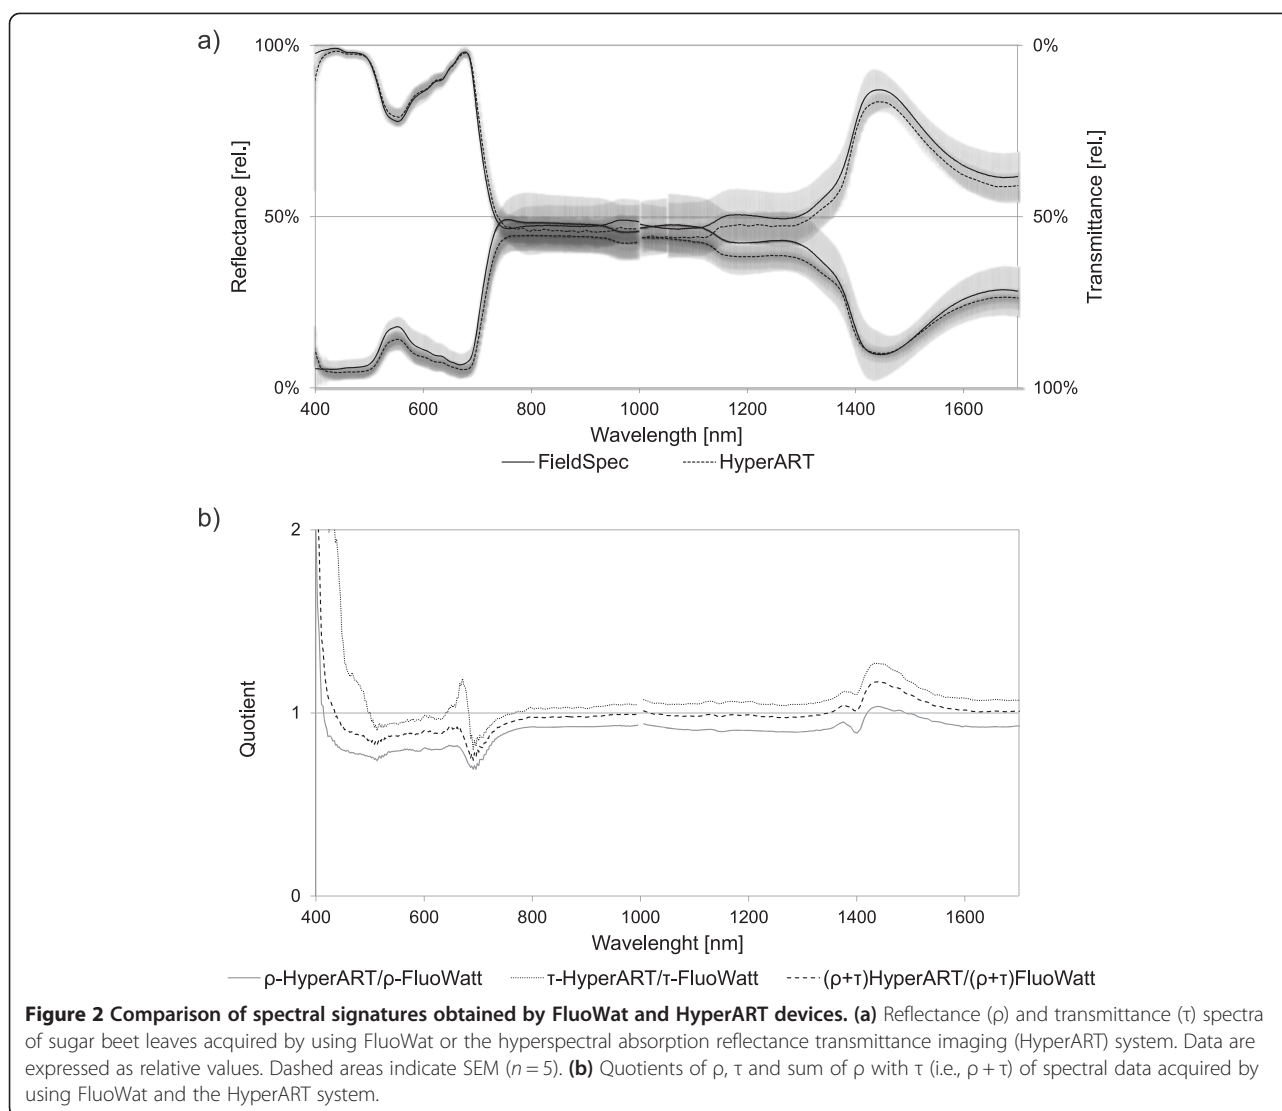 a)
100%
0%
Reflectance [rel.]
50%
50%
Transmittance [rel.]
0%
100%
400 600 800 1000 1200 1400 1600
Wavelength [nm]
FieldSpec HyperART
b)
2
Quotient
1
0
400 600 800 1000 1200 1400 1600
Wavelenght [nm]
ρ-HyperART/ρ-FluoWatt τ-HyperART/τ-FluoWatt (ρ+τ)HyperART/(ρ+τ)FluoWatt
Figure 2 Comparison of spectral signatures obtained by FluoWat and HyperART devices. (a) Reflectance (ρ) and transmittance (τ) spectra
of sugar beet leaves acquired by using FluoWat or the hyperspectral absorption reflectance transmittance imaging (HyperART) system. Data are
expressed as relative values. Dashed areas indicate SEM (n = 5). (b) Quotients of ρ, τ and sum of ρ with τ (i.e., ρ + τ) of spectral data acquired by
using FluoWat and the HyperART system.